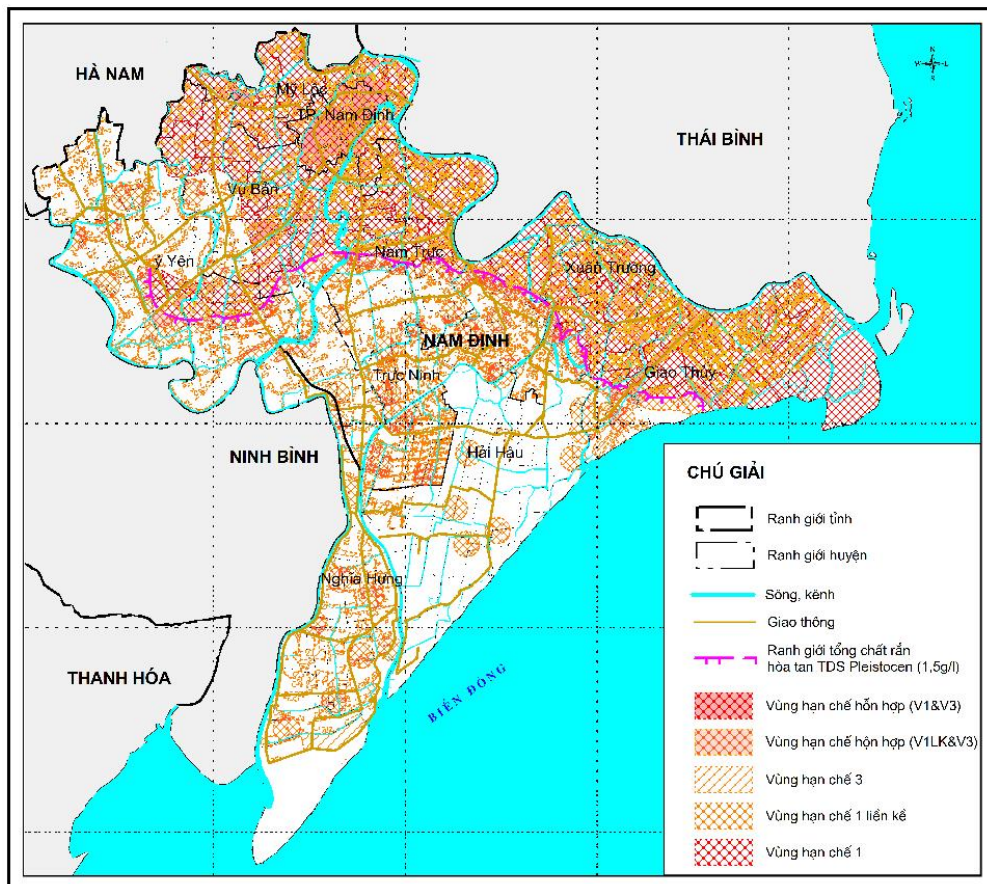 HÀ NAM
Mỹ Lộc
TP. Nam Định
THÁI BÌNH
Vụ Bản
Nam Trực
ý Yên
Xuân Trường
NAM ĐỊNH
Trực Ninh
Giao Thủy
NINH BÌNH
Hải Hậu
Nghĩa Hưng
THANH HÓA
BIỂN ĐÔNG
CHÚ GIẢI
Ranh giới tỉnh
Ranh giới huyện
Sông, kênh
Giao thông
Ranh giới tổng chất rắn
hòa tan TDS Pleistocen (1,5g/l)
Vùng hạn chế hỗn hợp (V1&V3)
Vùng hạn chế hộn hợp (V1LK&V3)
Vùng hạn chế 3
Vùng hạn chế 1 liền kề
Vùng hạn chế 1